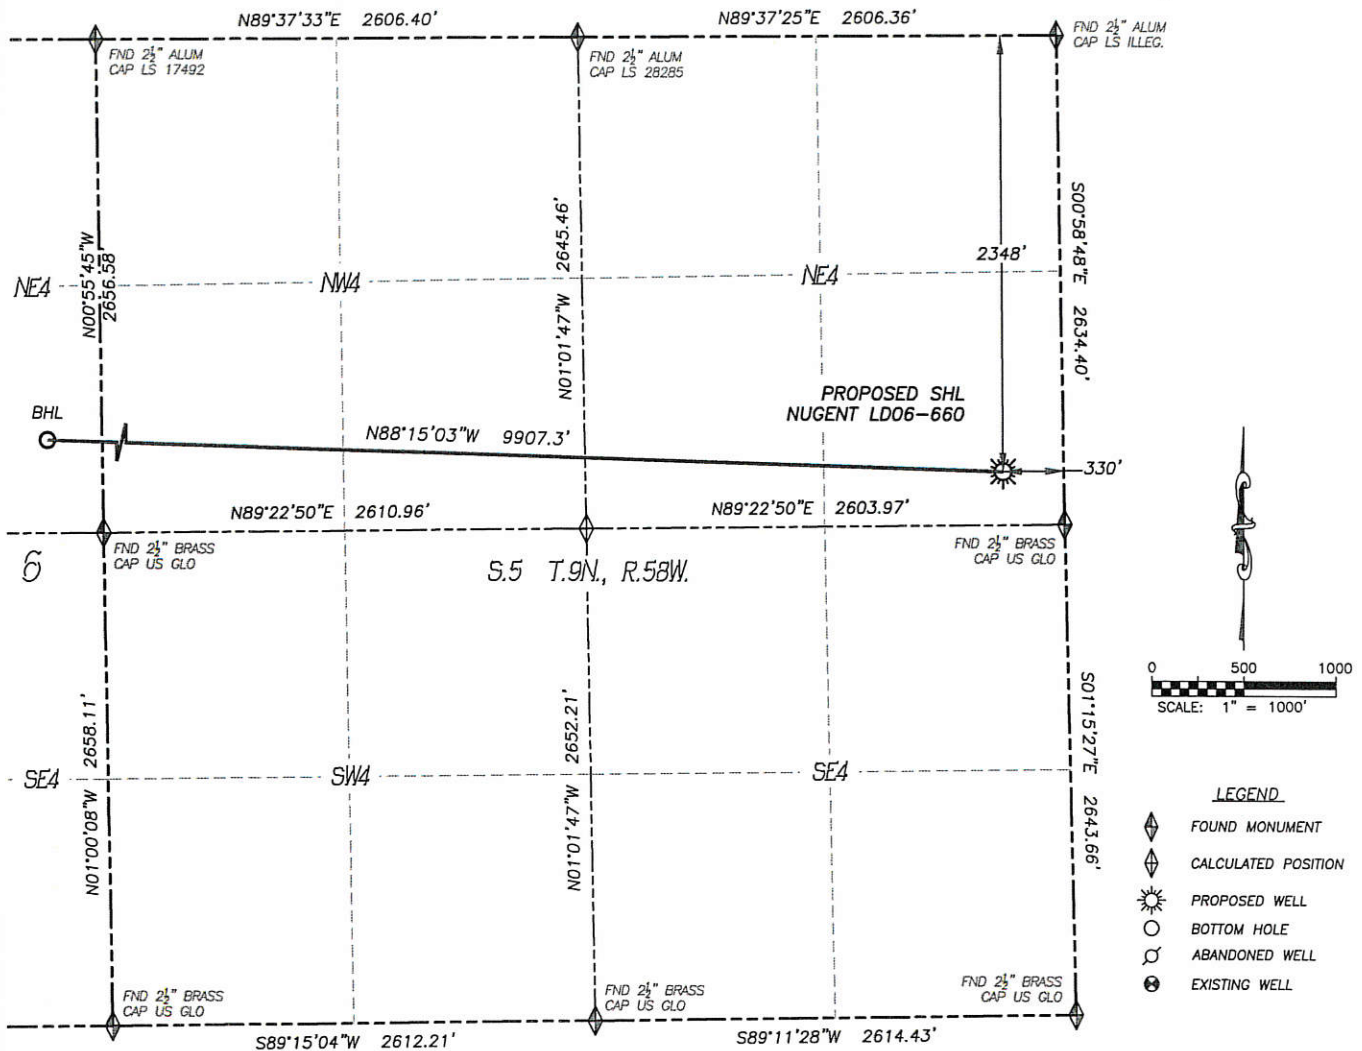 N89°37'33"E 2606.40'
N89°37'25"E 2606.36'
FND 2½" ALUM
CAP LS 17492
FND 2½" ALUM
CAP LS 28285
FND 2½" ALUM
CAP LS ILLEG.
N00°55'45"W
2656.58'
N01°01'47"W 2645.46'
S00°58'48"E 2634.40'
2348'
NE4
NW4
NE4
PROPOSED SHL
NUGENT LD06-660
BHL
N88°15'03"W 9907.3'
330'
N89°22'50"E 2610.96'
N89°22'50"E 2603.97'
FND 2½" BRASS
CAP US GLO
FND 2½" BRASS
CAP US GLO
6
S.5 T.9N., R.58W.
0 500 1000
SCALE: 1" = 1000'
N01°00'08"W 2658.11'
N01°01'47"W 2652.21'
S01°15'27"E 2643.66'
SE4
SW4
SE4
LEGEND
FOUND MONUMENT
CALCULATED POSITION
PROPOSED WELL
BOTTOM HOLE
ABANDONED WELL
EXISTING WELL
FND 2½" BRASS
CAP US GLO
FND 2½" BRASS
CAP US GLO
FND 2½" BRASS
CAP US GLO
S89°15'04"W 2612.21'
S89°11'28"W 2614.43'